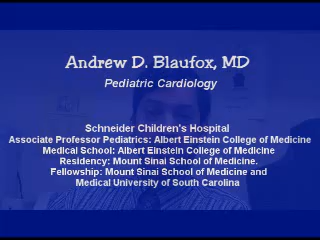 Andrew D. Blaufox, MD
Pediatric Cardiology
Schneider Children's Hospital
Associate Professor Pediatrics: Albert Einstein College of Medicine
Medical School: Albert Einstein College of Medicine
Residency: Mount Sinai School of Medicine.
Fellowship: Mount Sinai School of Medicine and
Medical University of South Carolina